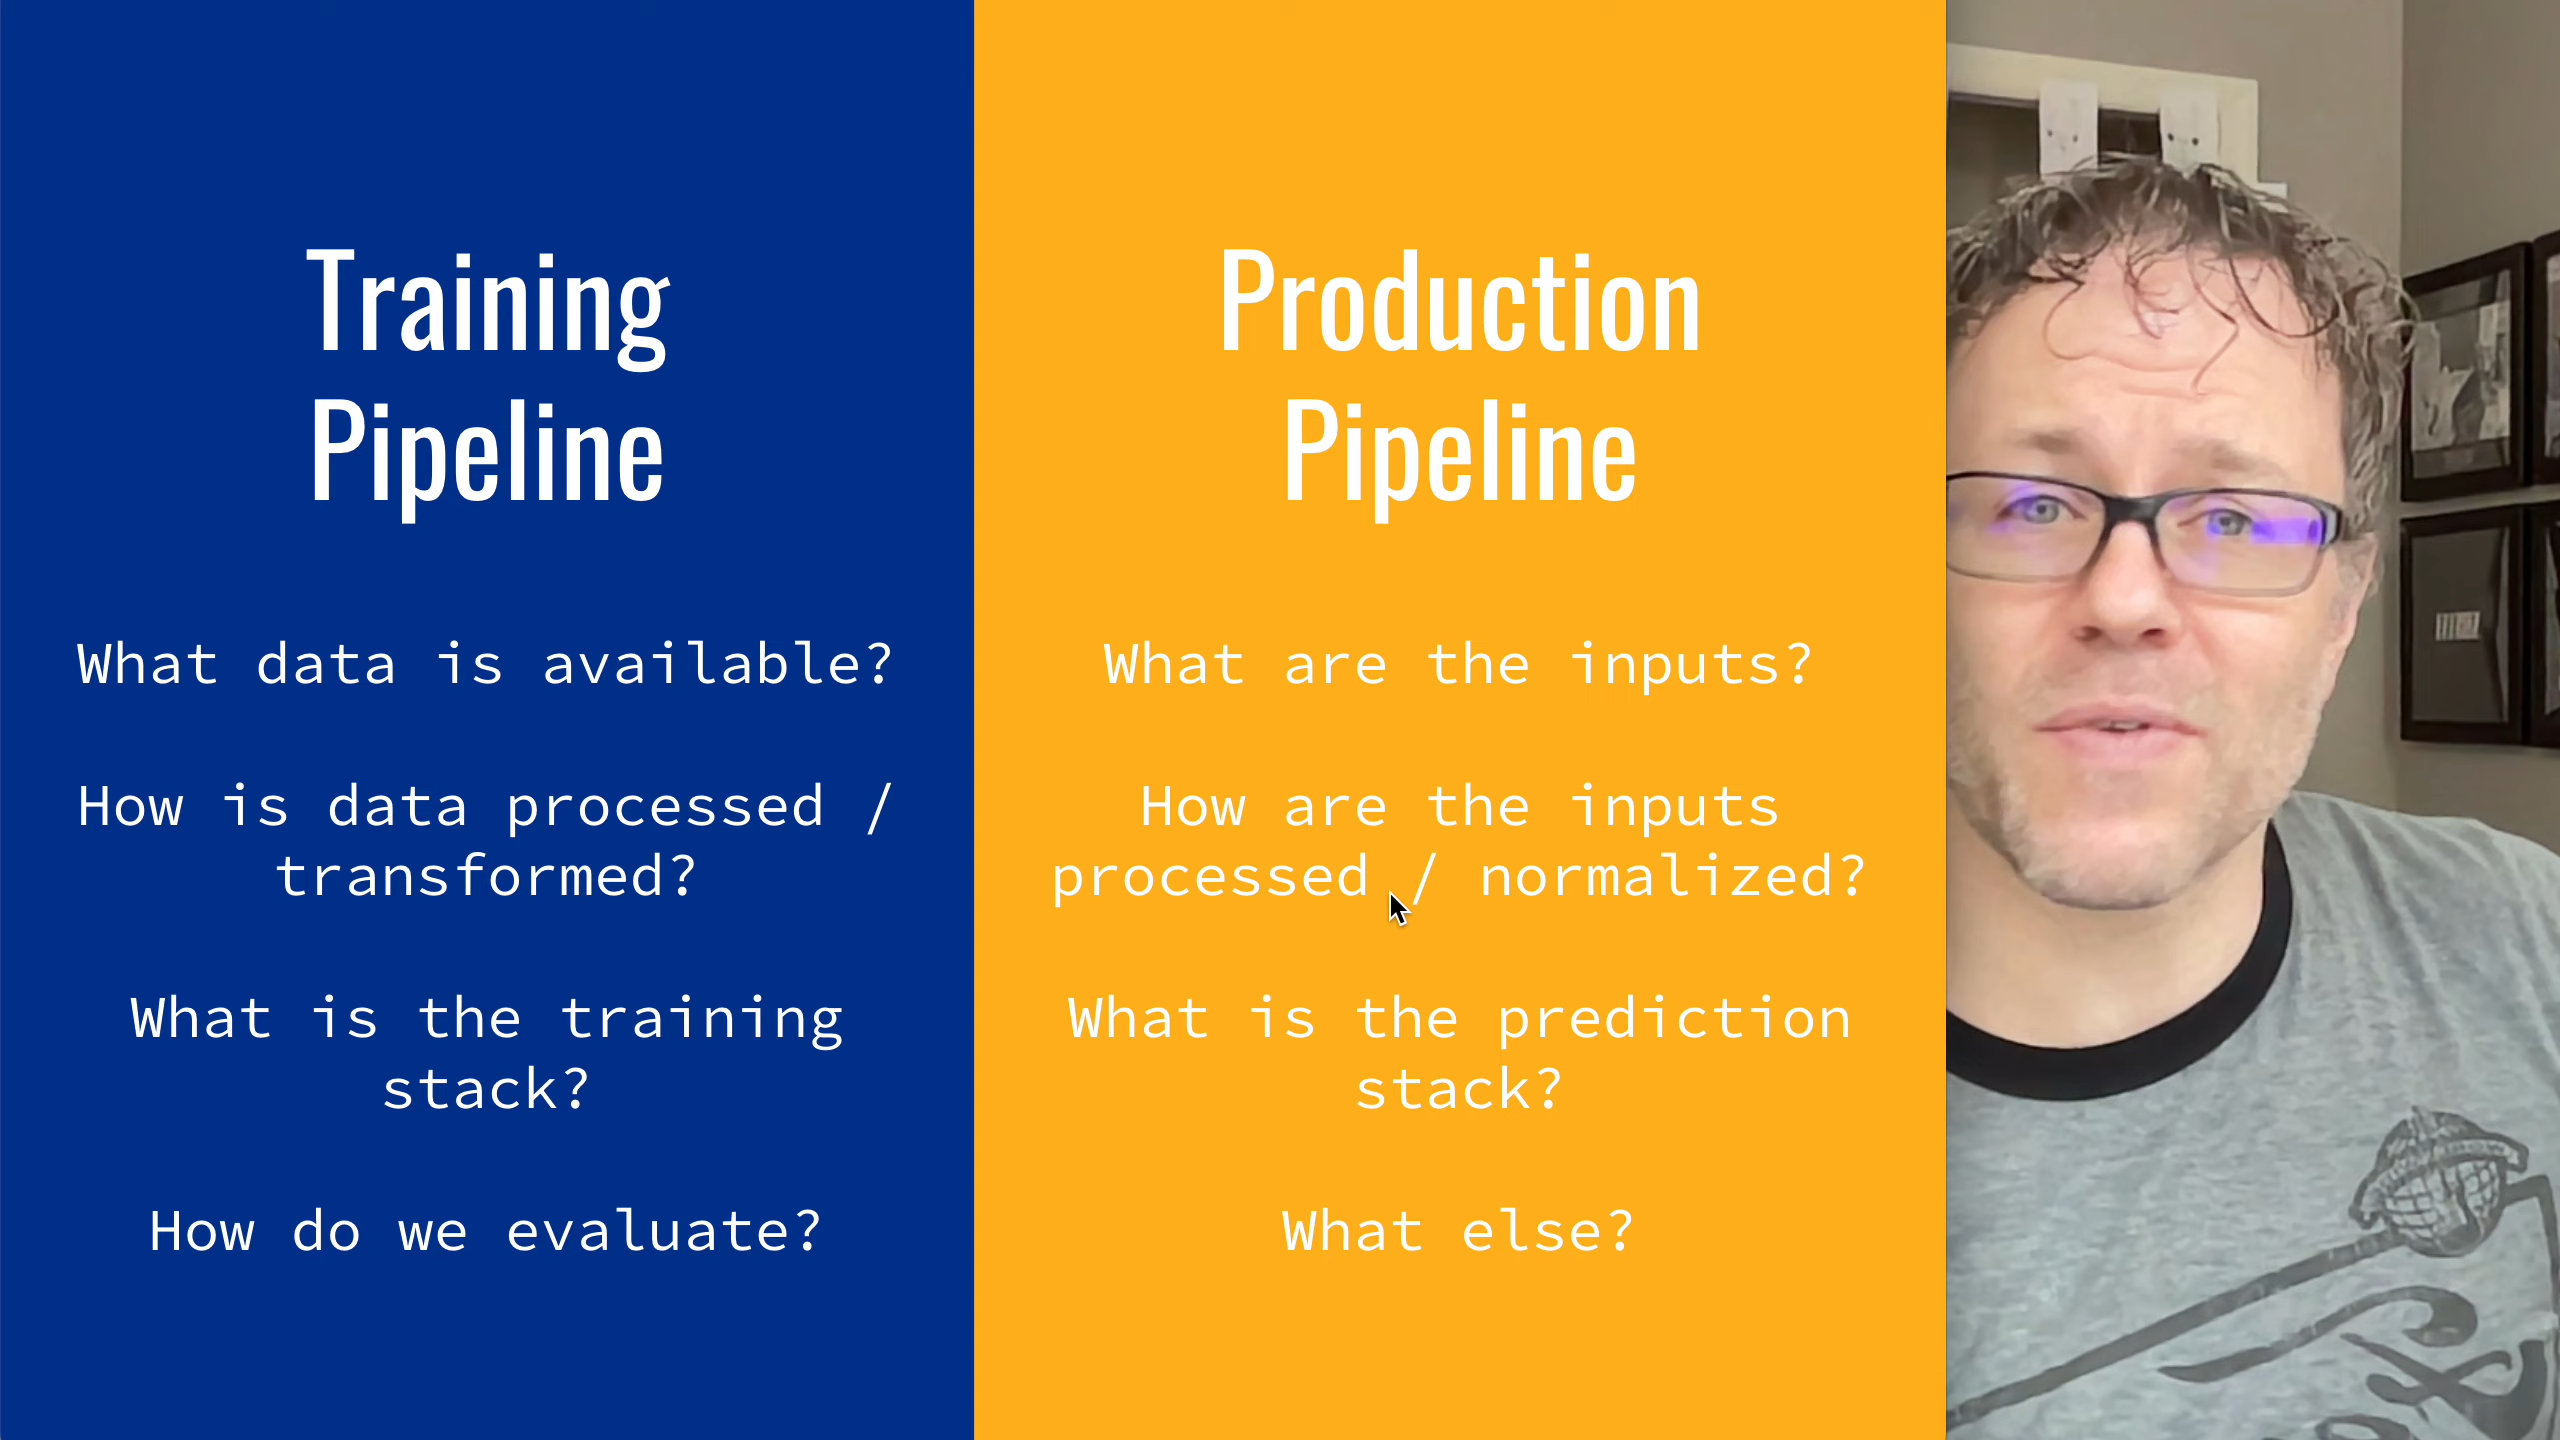 Training
Pipeline
What data is available?
How is data processed /
transformed?
What is the training
stack?
How do we evaluate?
Production
Pipeline
What are the inputs?
How are the inputs
processed / normalized?
What is the prediction
stack?
What else?